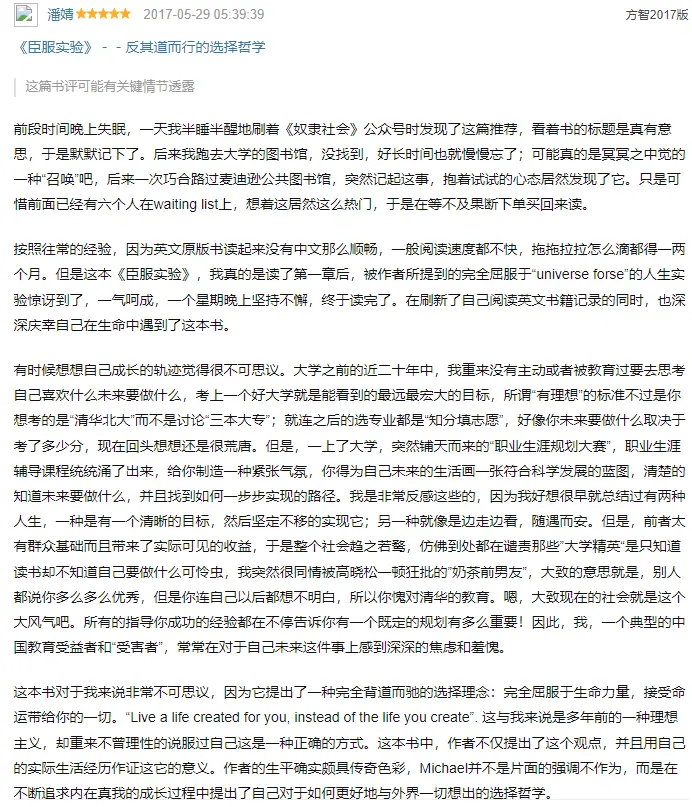 潘婧★★★★★ 2017-05-29 05:39:39 方智2017版
《臣服实验》－－反其道而行的选择哲学
这篇书评可能有关键情节透露
前段时间晚上失眠，一天我半睡半醒地刷着《奴隶社会》公众号时发现了这篇推荐，看着书的标题是真有意
思，于是默默记下了。后来我跑去大学的图书馆，没找到，好长时间也就慢慢忘了；可能真的是冥冥之中觉的
一种“召唤”吧，后来一次巧合路过麦迪逊公共图书馆，突然记起这事，抱着试试的心态居然发现了它。只是可
惜前面已经有六个人在waiting list上，想着这居然这么热门，于是在等不及果断下单买回来读。
按照往常的经验，因为英文原版书读起来没有中文那么顺畅，一般阅读速度都不快，拖拖拉拉怎么滴都得一两
个月。但是这本《臣服实验》，我真的是读了第一章后，被作者所提到的完全屈服于“universe forse”的人生实
验惊讶到了，一气呵成，一个星期晚上坚持不懈，终于读完了。在刷新了自己阅读英文书籍记录的同时，也深
深庆幸自己在生命中遇到了这本书。
有时候想想自己成长的轨迹觉得很不可思议。大学之前的近二十年中，我重来没有主动或者被教育过要去思考
自己喜欢什么未来要做什么，考上一个好大学就是能看到的最远最宏大的目标，所谓“有理想”的标准不过是你
想考的是“清华北大”而不是讨论“三本大专”；就连之后的选专业都是“知分填志愿”，好像你未来要做什么取决于
考了多少分，现在回头想想还是很荒唐。但是，一上了大学，突然铺天而来的“职业生涯规划大赛”，职业生涯
辅导课程统统涌了出来，给你制造一种紧张气氛，你得为自己未来的生活画一张符合科学发展的蓝图，清楚的
知道未来要做什么，并且找到如何一步步实现的路径。我是非常反感这些的，因为我好想很早就总结过有两种
人生，一种是有一个清晰的目标，然后坚定不移的实现它；另一种就像是边走边看，随遇而安。但是，前者太
有群众基础而且带来了实际可见的收益，于是整个社会趋之若鹜，仿佛到处都在谴责那些”大学精英“是只知道
读书却不知道自己要做什么可怜虫，我突然很同情被高晓松一顿狂批的”奶茶前男友”，大致的意思就是，别人
都说你多么多么优秀，但是你连自己以后都想不明白，所以你愧对清华的教育。嗯，大致现在的社会就是这个
大风气吧。所有的指导你成功的经验都在不停告诉你有一个既定的规划有多么重要！因此，我，一个典型的中
国教育受益者和“受害者”，常常在对于自己未来这件事上感到深深的焦虑和羞愧。
这本书对于我来说非常不可思议，因为它提出了一种完全背道而驰的选择理念：完全屈服于生命力量，接受命
运带给你的一切。“Live a life created for you, instead of the life you create”. 这与我来说是多年前的一种理想
主义，却重来不曾理性的说服过自己这是一种正确的方式。这本书中，作者不仅提出了这个观点，并且用自己
的实际生活经历作证这它的意义。作者的生平确实颇具传奇色彩，Michael并不是片面的强调不作为，而是在
不断追求内在真我的成长过程中提出了自己对于如何更好地与外界一切想出的选择哲学。